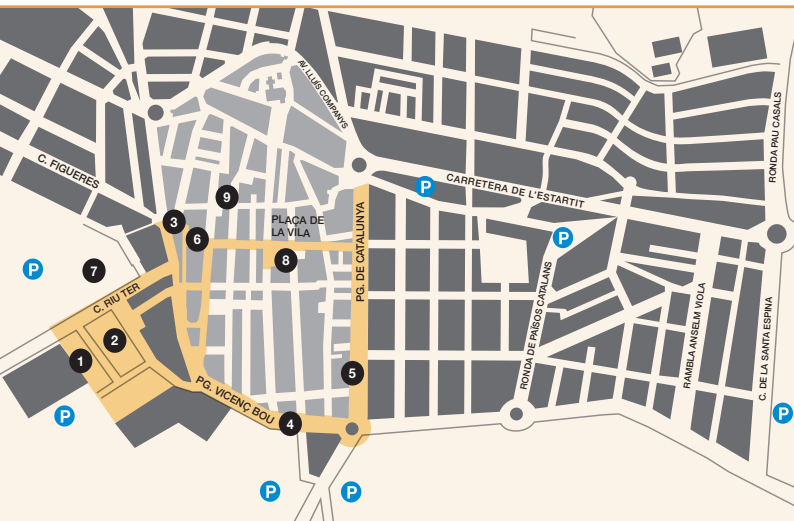 AV. LLUÍS COMPANYS
RONDA PAU CASALS
C. FIGUERES
P
CARRETERA DE L'ESTARTIT
9
3
PLAÇA DE
LA VILA
6
P
8
P
7
PG. DE CATALUNYA
C. RIU TER
RONDA DE PAÏSOS CATALANS
RAMBLA ANSELM VIOLA
C. DE LA SANTA ESPINA
2
1
5
PG. VICENÇ BOU
P
P
4
P
P